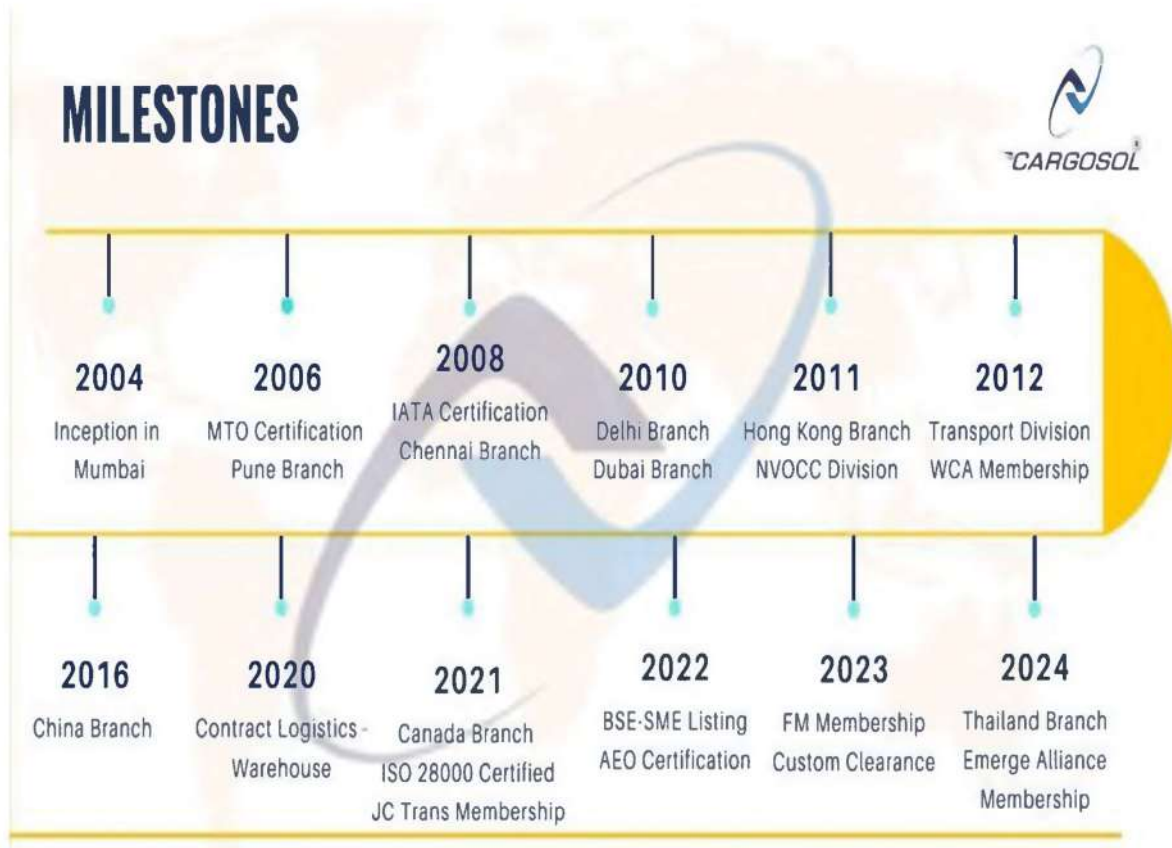 MILESTONES
CARGOSOL
2004
Inception in
Mumbai
2006
MTO Certification
Pune Branch
2008
IATA Certification
Chennai Branch
2010
Delhi Branch
Dubai Branch
2011
Hong Kong Branch
NVOCC Division
2012
Transport Division
WCA Membership
2016
China Branch
2020
Contract Logistics -
Warehouse
2021
Canada Branch
ISO 28000 Certified
JC Trans Membership
2022
BSE-SME Listing
AEO Certification
2023
FM Membership
Custom Clearance
2024
Thailand Branch
Emerge Alliance
Membership